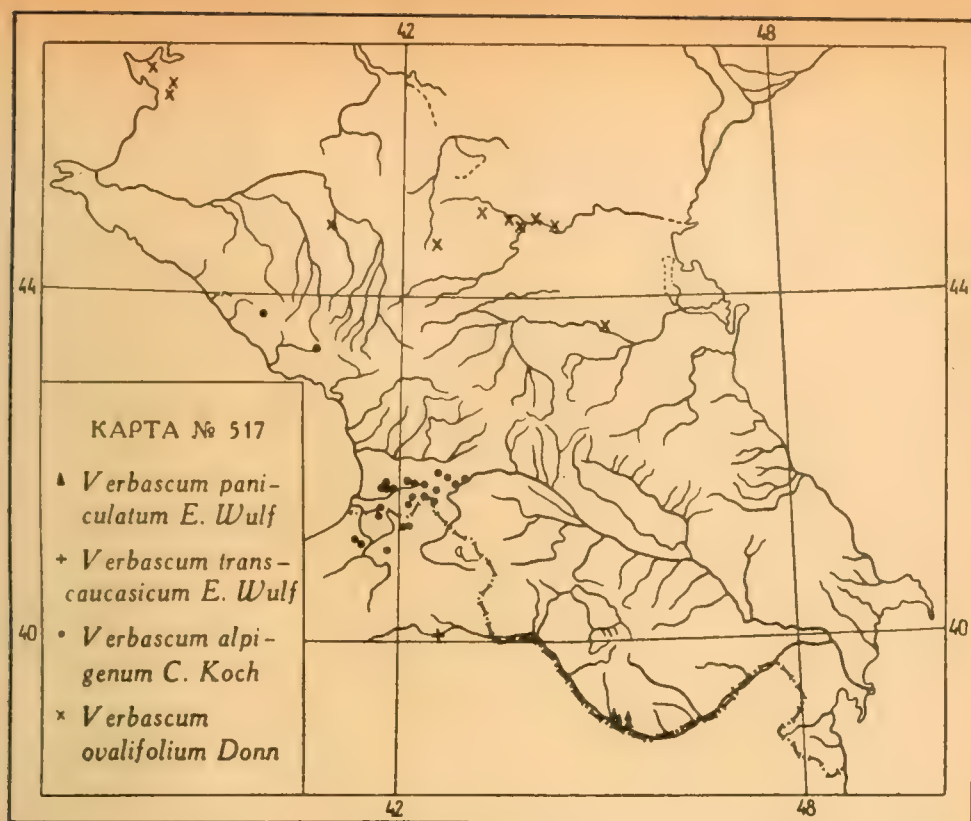 42
48
44
44
КАРТА № 517
Verbascum pani-
culatum E. Wulf
+ Verbascum trans-
caucasicum E. Wulf
• Verbascum alpi-
genum C. Koch
× Verbascum
ovalifolium Donn
40
40
42
48